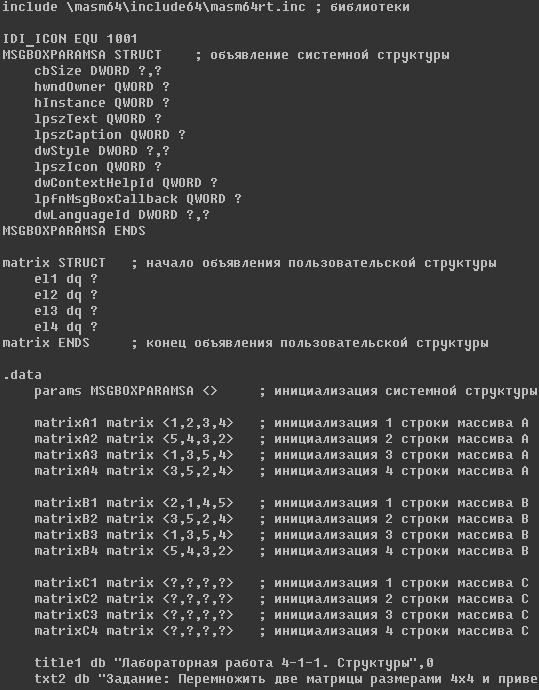 include \masm64\include64\masm64rt.inc ; библиотеки
IDI_ICON EQU 1001
MSGBOXPARAMSA STRUCT ; объявление системной структуры
cbSize DWORD ?,?
hwndOwner QWORD ?
hInstance QWORD ?
lpszText QWORD ?
lpszCaption QWORD ?
dwStyle DWORD ?,?
lpszIcon QWORD ?
dwContextHelpId QWORD ?
lpfnMsgBoxCallback QWORD ?
dwLanguageId DWORD ?,?
MSGBOXPARAMSA ENDS
matrix STRUCT ; начало объявления пользовательской структуры
el1 dq ?
el2 dq ?
el3 dq ?
el4 dq ?
matrix ENDS ; конец объявления пользовательской структуры
.data
params MSGBOXPARAMSA <> ; инициализация системной структуры
matrixA1 matrix <1,2,3,4> ; инициализация 1 строки массива A
matrixA2 matrix <5,4,3,2> ; инициализация 2 строки массива A
matrixA3 matrix <1,3,5,4> ; инициализация 3 строки массива A
matrixA4 matrix <3,5,2,4> ; инициализация 4 строки массива A
matrixB1 matrix <2,1,4,5> ; инициализация 1 строки массива B
matrixB2 matrix <3,5,2,4> ; инициализация 2 строки массива B
matrixB3 matrix <1,3,5,4> ; инициализация 3 строки массива B
matrixB4 matrix <5,4,3,2> ; инициализация 4 строки массива B
matrixC1 matrix <?,?,?,?> ; инициализация 1 строки массива C
matrixC2 matrix <?,?,?,?> ; инициализация 2 строки массива C
matrixC3 matrix <?,?,?,?> ; инициализация 3 строки массива C
matrixC4 matrix <?,?,?,?> ; инициализация 4 строки массива C
title1 db "Лабораторная работа 4-1-1. Структуры",0
txt2 db "Задание: Перемножить две матрицы размерами 4x4 и приве